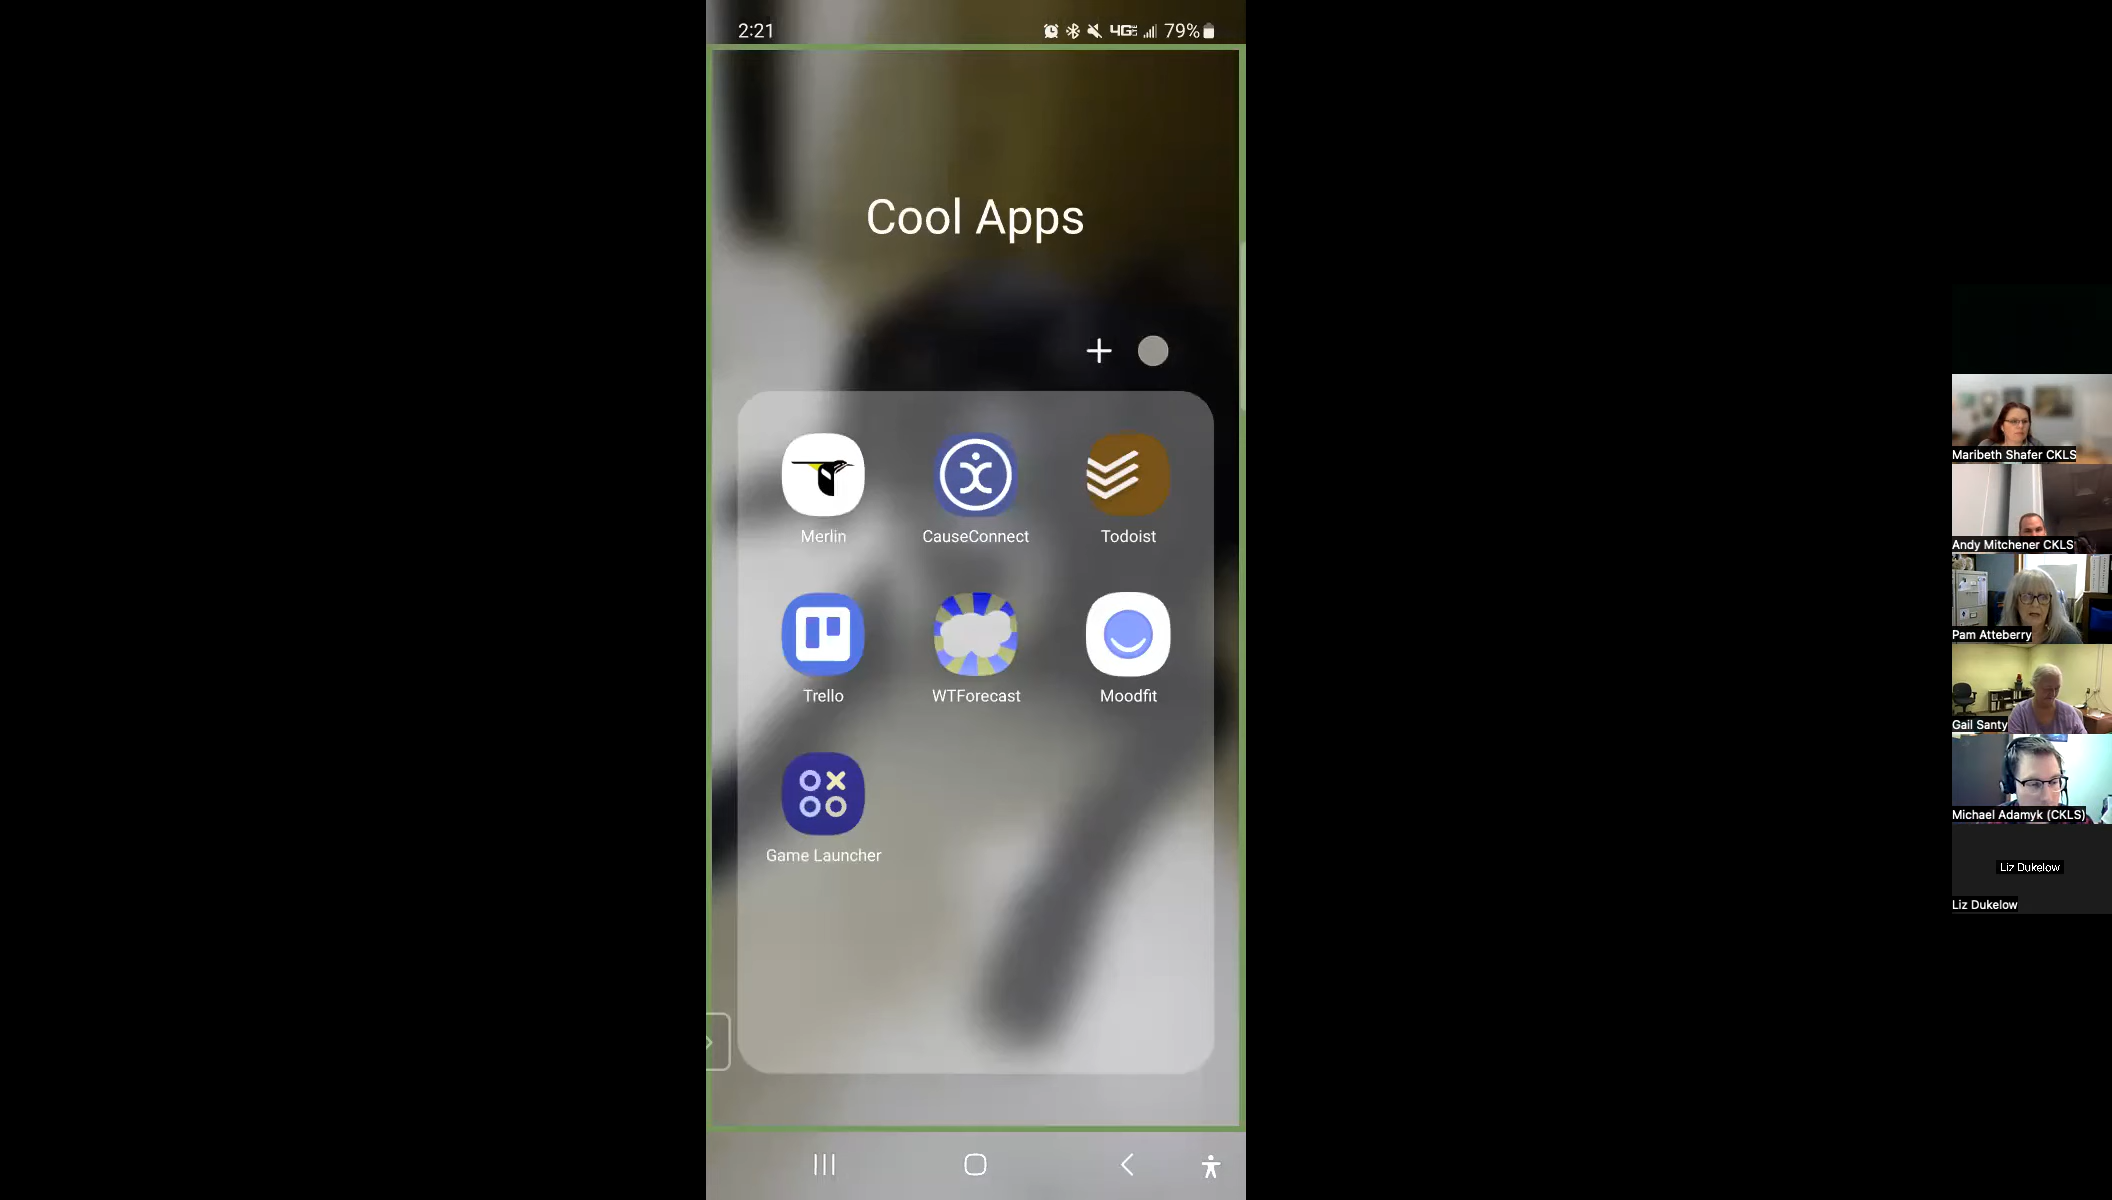 2:21
4G 79%
Cool Apps
Merlin
CauseConnect
Todoist
Trello
WTForecast
Moodfit
Game Launcher
Maribeth Shafer CKLS
Andy Mitchener CKLS
Pam Atteberry
Gail Santy
Michael Adamyk (CKLS)
Liz Dukelow
Liz Dukelow